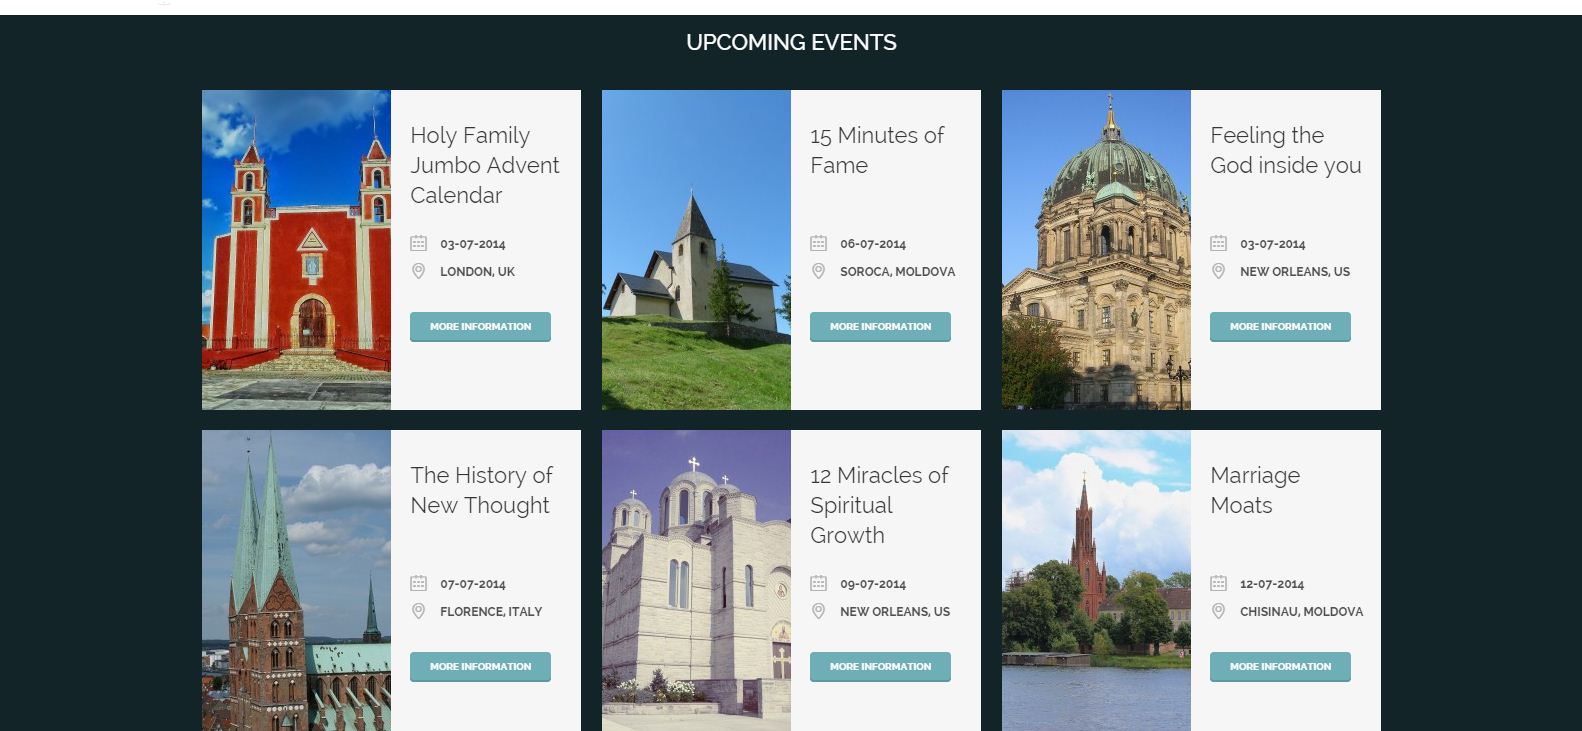 UPCOMING EVENTS
Holy Family
Jumbo Advent
Calendar
03-07-2014
LONDON, UK
MORE INFORMATION
15 Minutes of
Fame
06-07-2014
SOROCA, MOLDOVA
MORE INFORMATION
Feeling the
God inside you
03-07-2014
NEW ORLEANS, US
MORE INFORMATION
The History of
New Thought
07-07-2014
FLORENCE, ITALY
MORE INFORMATION
12 Miracles of
Spiritual
Growth
09-07-2014
NEW ORLEANS, US
MORE INFORMATION
Marriage
Moats
12-07-2014
CHISINAU, MOLDOVA
MORE INFORMATION